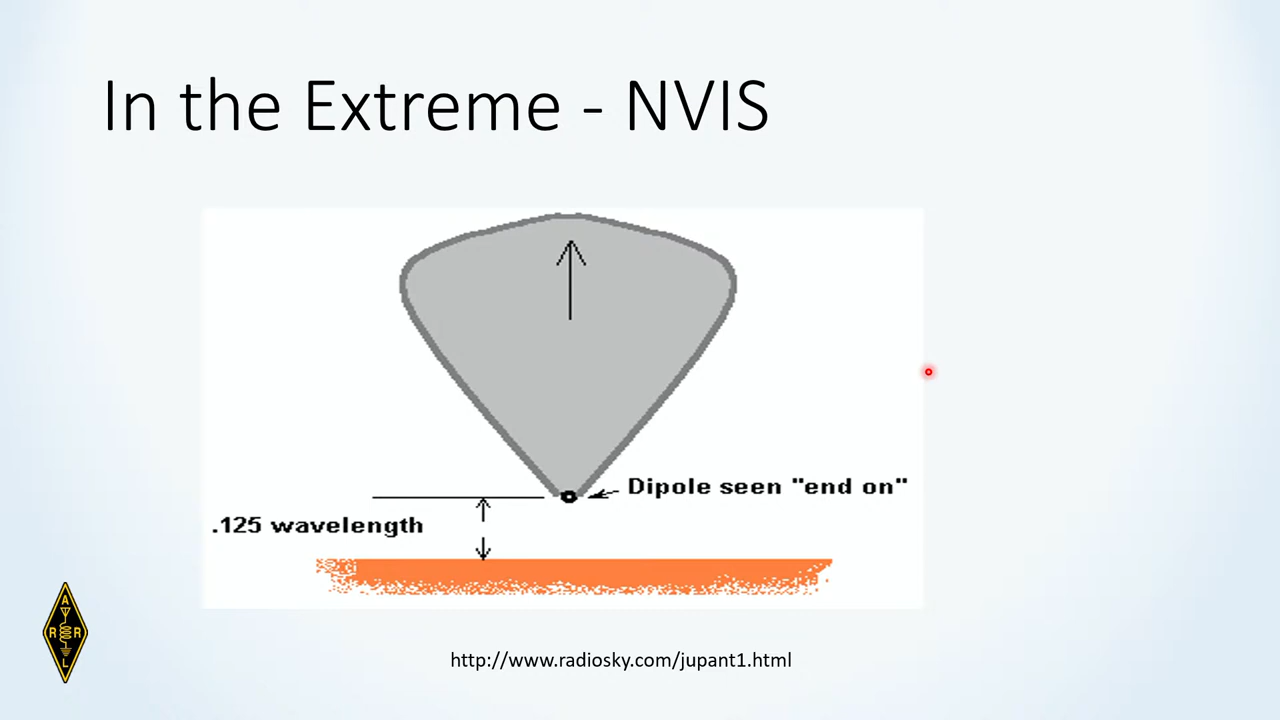 In the Extreme - NVIS
Dipole seen "end on"
.125 wavelength
A
R R
L
http://www.radiosky.com/jupant1.html